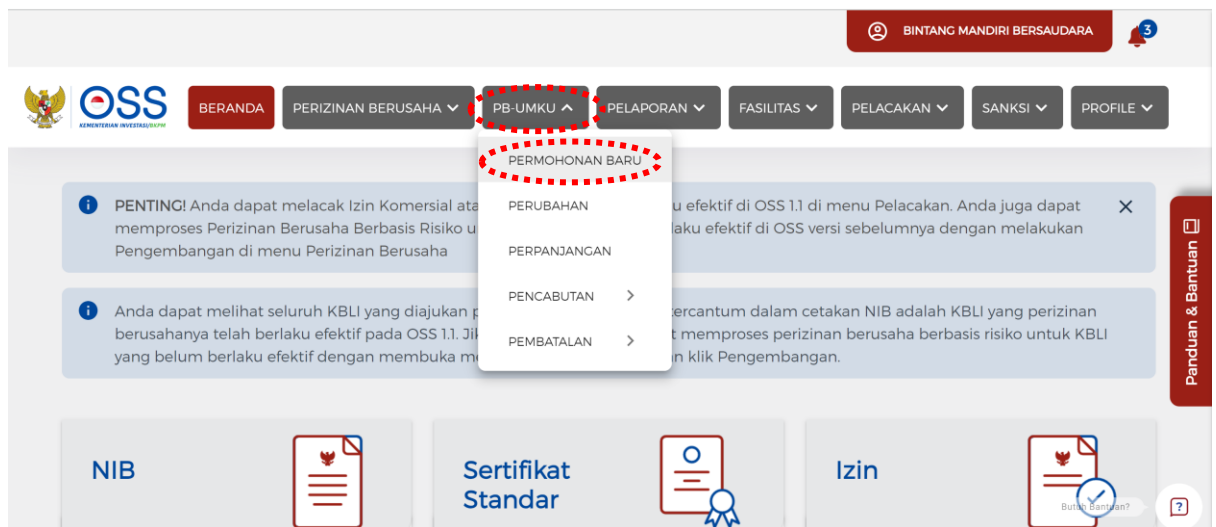 BINTANG MANDIRI BERSAUDARA
3
OSS
KEMENTERIAN INVESTASI/BKPM
BERANDA
PERIZINAN BERUSAHA
PB-UMKU
PELAPORAN
FASILITAS
PELACAKAN
SANKSI
PROFILE
PERMOHONAN BARU
PERUBAHAN
PERPANJANGAN
PENCABUTAN
PEMBATALAN
PENTING! Anda dapat melacak Izin Komersial ata u efektif di OSS 1.1 di menu Pelacakan. Anda juga dapat
memproses Perizinan Berusaha Berbasis Risiko u laku efektif di OSS versi sebelumnya dengan melakukan
Pengembangan di menu Perizinan Berusaha
Anda dapat melihat seluruh KBLI yang diajukan p tercantum dalam cetakan NIB adalah KBLI yang perizinan
berusahanya telah berlaku efektif pada OSS 1.1. Jik t memproses perizinan berusaha berbasis risiko untuk KBLI
yang belum berlaku efektif dengan membuka me n klik Pengembangan.
Panduan & Bantuan
NIB
Sertifikat
Standar
Izin
Butuh Bantuan?
?